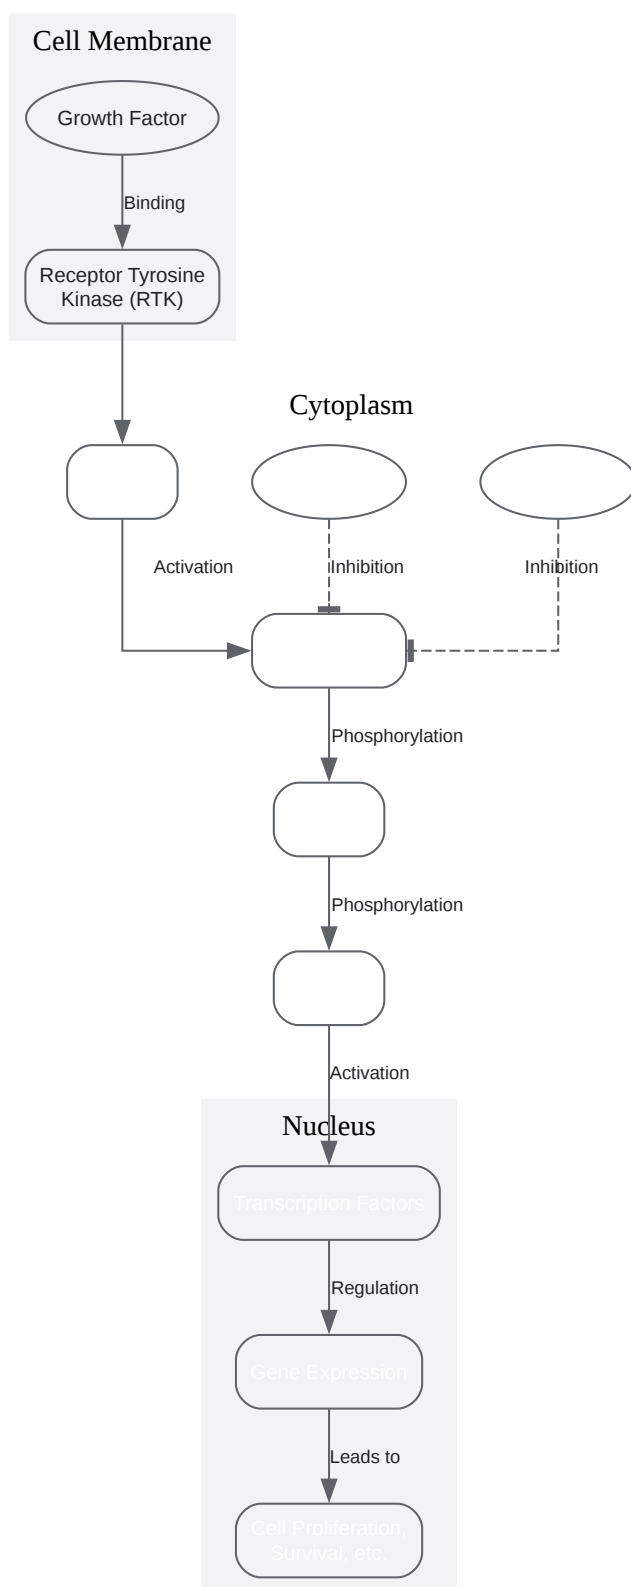 Cell Membrane
Growth Factor
Binding
Receptor Tyrosine
Kinase (RTK)
Cytoplasm
Activation
Inhibition
Inhibition
Phosphorylation
Phosphorylation
Activation
Nucleus
Transcription Factors
Regulation
Gene Expression
Leads to
Cell Proliferation,
Survival, etc.